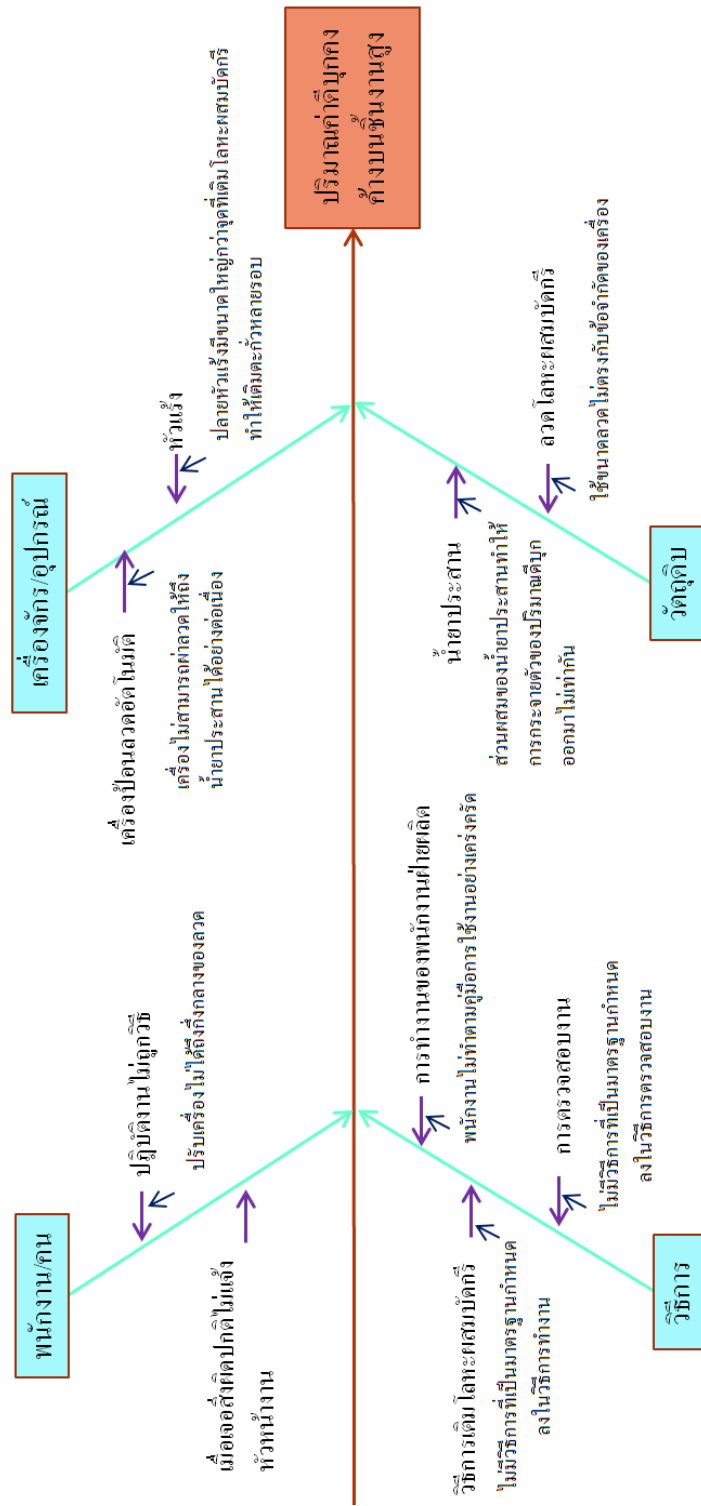 พนักงาน/คน
ปฏิบัติงานไม่ถูกวิธี
ปรับเครื่องไม่ได้ถึงกึ่งกลางของลวด
เมื่อเจอสิ่งผิดปกติไม่แจ้ง
หัวหน้างาน
เครื่องจักร/อุปกรณ์
เครื่องป้อนลวดอัตโนมัติ
เครื่องไม่สามารถผ่าลวดให้ถึง
น้ำยาประสานได้อย่างต่อเนื่อง
หัวแร้ง
ปลายหัวแร้งมีขนาดใหญ่กว่าจุดที่เติมโลหะผสมบัดกรี
ทำให้เติมตะกั่วหลายรอบ
ปริมาณค่าดีบุกคง
ค้างบนชิ้นงานสูง
วิธีการเติมโลหะผสมบัดกรี
ไม่มีวิธีการที่เป็นมาตรฐานกำหนด
ลงในวิธีการทำงาน
การทำงานของพนักงานฝ่ายผลิต
พนักงานไม่ทำตามคู่มือการใช้งานอย่างเคร่งครัด
การตรวจสอบงาน
ไม่มีวิธีการที่เป็นมาตรฐานกำหนด
ลงในวิธีการตรวจสอบงาน
วิธีการ
น้ำยาประสาน
ส่วนผสมของน้ำยาประสานทำให้
การกระจายตัวของปริมาณดีบุก
ออกมาไม่เท่ากัน
ลวดโลหะผสมบัดกรี
ใช้ขนาดลวดไม่ตรงกับข้อจำกัดของเครื่อง
วัตถุดิบ